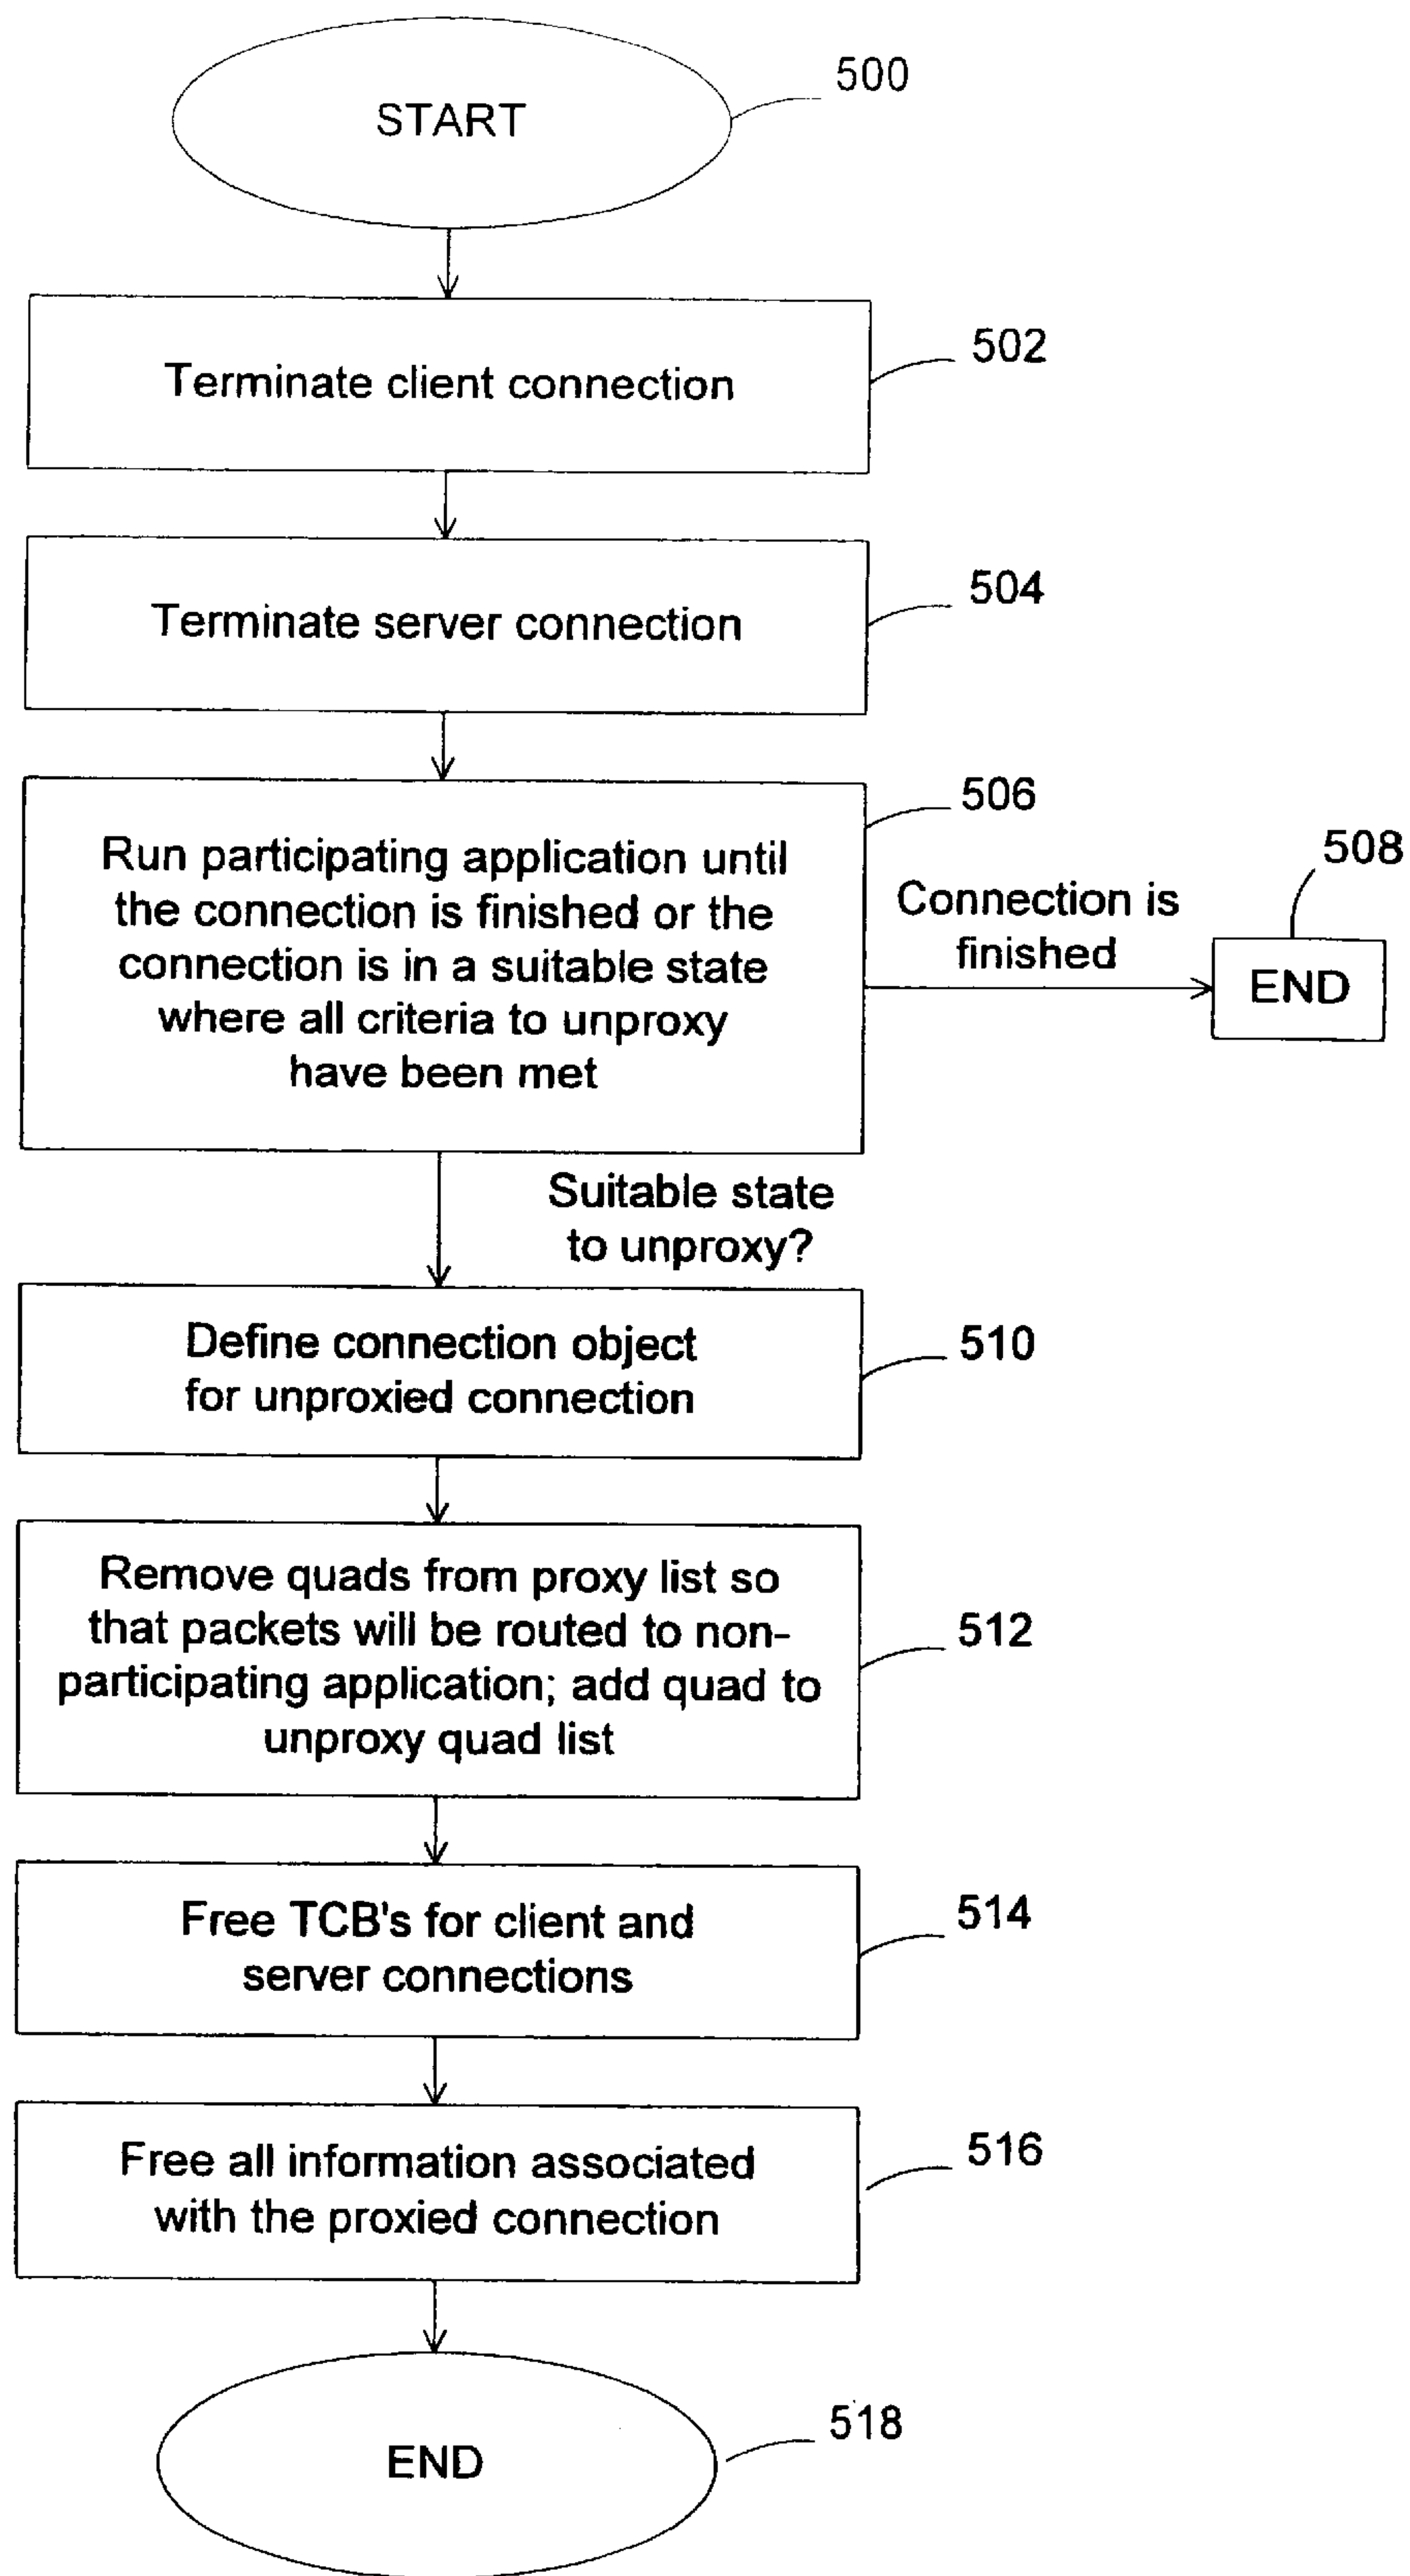 START
500
Terminate client connection
502
Terminate server connection
504
Run participating application until
the connection is finished or the
connection is in a suitable state
where all criteria to unproxy
have been met
506
Connection is
finished
508
END
Suitable state
to unproxy?
Define connection object
for unproxied connection
510
Remove quads from proxy list so
that packets will be routed to non-
participating application; add quad to
unproxy quad list
512
Free TCB's for client and
server connections
514
Free all information associated
with the proxied connection
516
END
518